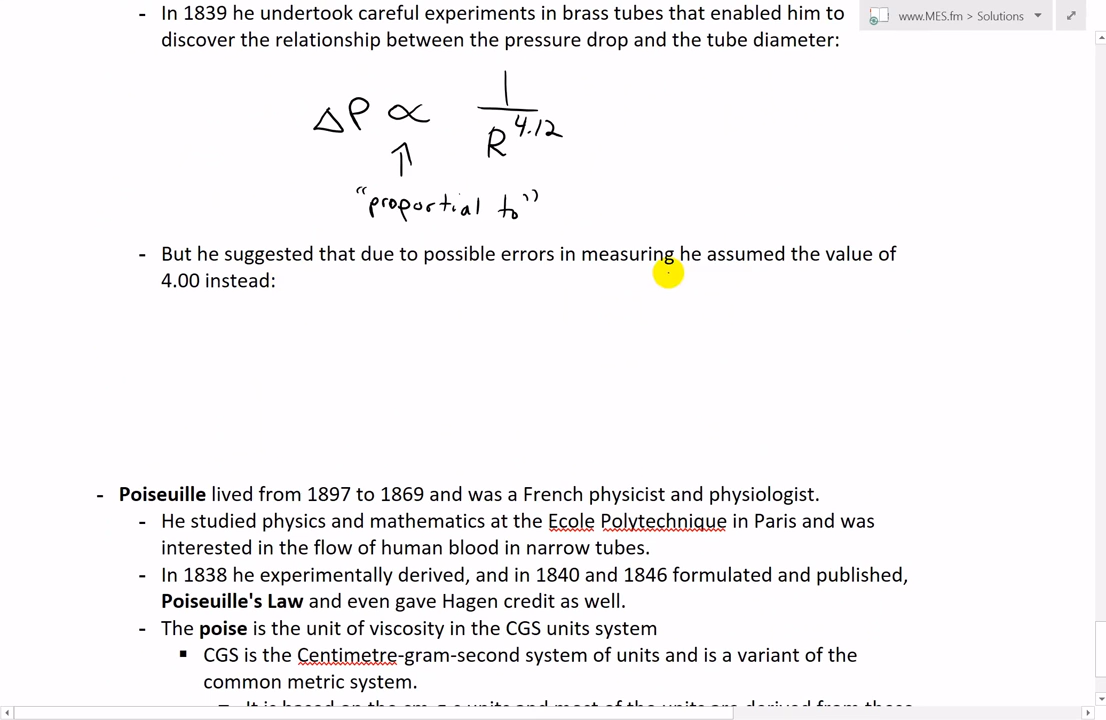 - In 1839 he undertook careful experiments in brass tubes that enabled him to
www.MES.fm > Solutions
discover the relationship between the pressure drop and the tube diameter:
ΔP ∝ 1/R^4.12
↑
"proportial to"
- But he suggested that due to possible errors in measuring he assumed the value of
4.00 instead:
- Poiseuille lived from 1897 to 1869 and was a French physicist and physiologist.
- He studied physics and mathematics at the Ecole Polytechnique in Paris and was
interested in the flow of human blood in narrow tubes.
- In 1838 he experimentally derived, and in 1840 and 1846 formulated and published,
Poiseuille's Law and even gave Hagen credit as well.
- The poise is the unit of viscosity in the CGS units system
▪ CGS is the Centimetre-gram-second system of units and is a variant of the
common metric system.